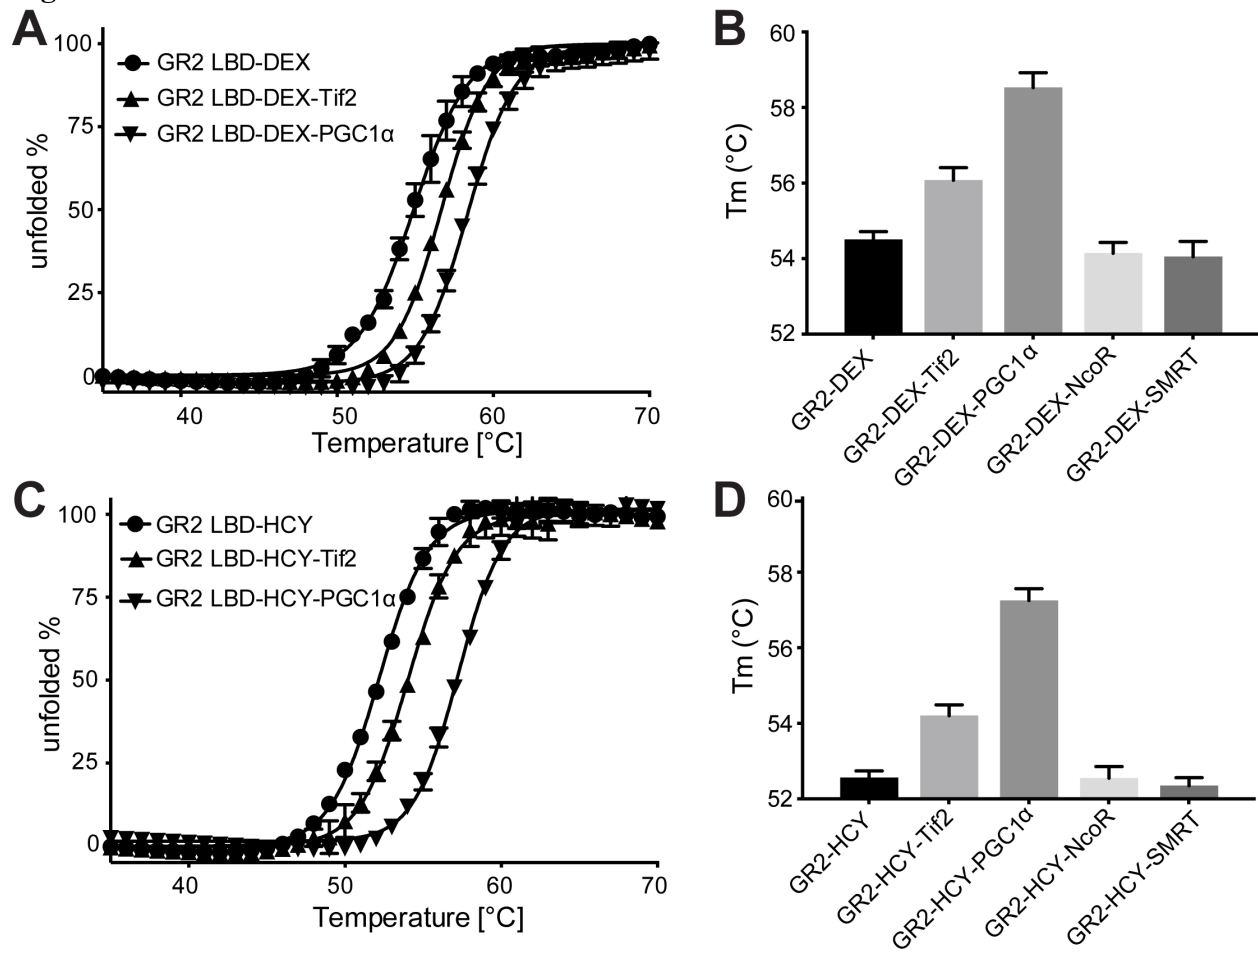 A
100
75
50
25
0
unfolded %
GR2 LBD-DEX
GR2 LBD-DEX-Tif2
GR2 LBD-DEX-PGC1α
40
50
60
70
Temperature [°C]
B
60
58
56
54
52
Tm (°C)
GR2-DEX
GR2-DEX-Tif2
GR2-DEX-PGC1α
GR2-DEX-NcoR
GR2-DEX-SMRT
C
100
75
50
25
0
unfolded %
GR2 LBD-HCY
GR2 LBD-HCY-Tif2
GR2 LBD-HCY-PGC1α
40
50
60
70
Temperature [°C]
D
60
58
56
54
52
Tm (°C)
GR2-HCY
GR2-HCY-Tif2
GR2-HCY-PGC1α
GR2-HCY-NcoR
GR2-HCY-SMRT